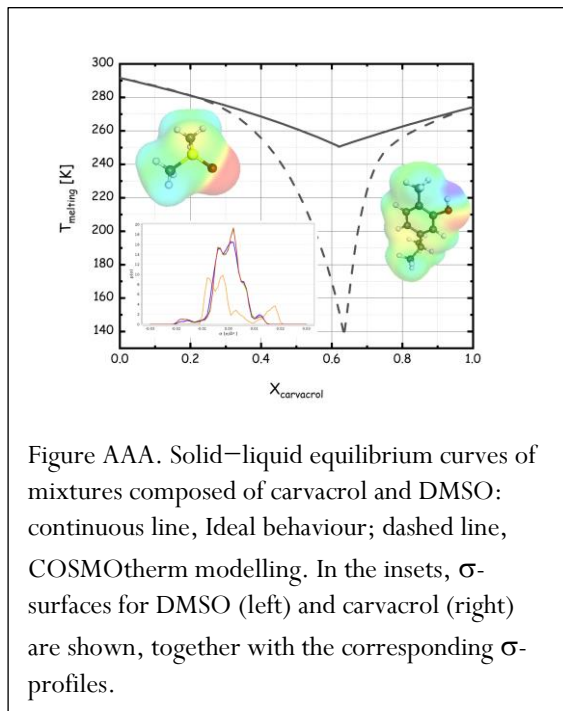 300
280
260
240
220
200
180
160
140
T melting [K]
0.0 0.2 0.4 0.6 0.8 1.0
X carvacrol
Figure AAA. Solid−liquid equilibrium curves of
mixtures composed of carvacrol and DMSO:
continuous line, Ideal behaviour; dashed line,
COSMOtherm modelling. In the insets, σ-
surfaces for DMSO (left) and carvacrol (right)
are shown, together with the corresponding σ-
profiles.